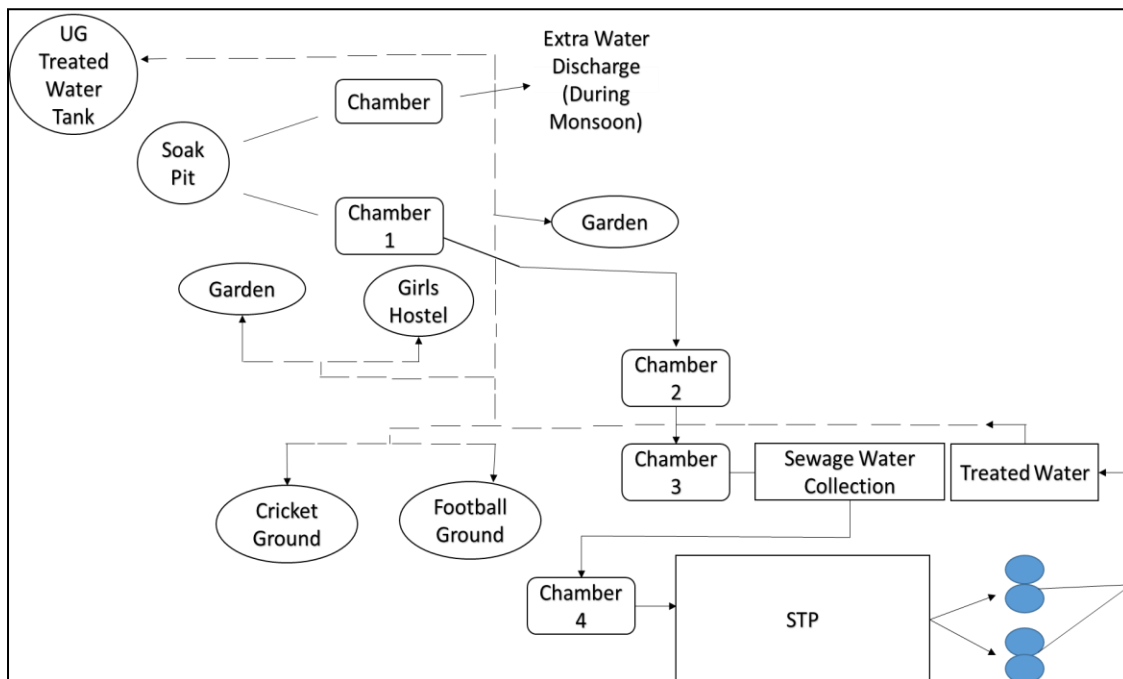 UG
Treated
Water
Tank
Extra Water
Discharge
(During
Monsoon)
Chamber
Soak
Pit
Chamber
1
Garden
Garden
Girls
Hostel
Chamber
2
Chamber
3
Sewage Water
Collection
Treated Water
Cricket
Ground
Football
Ground
Chamber
4
STP